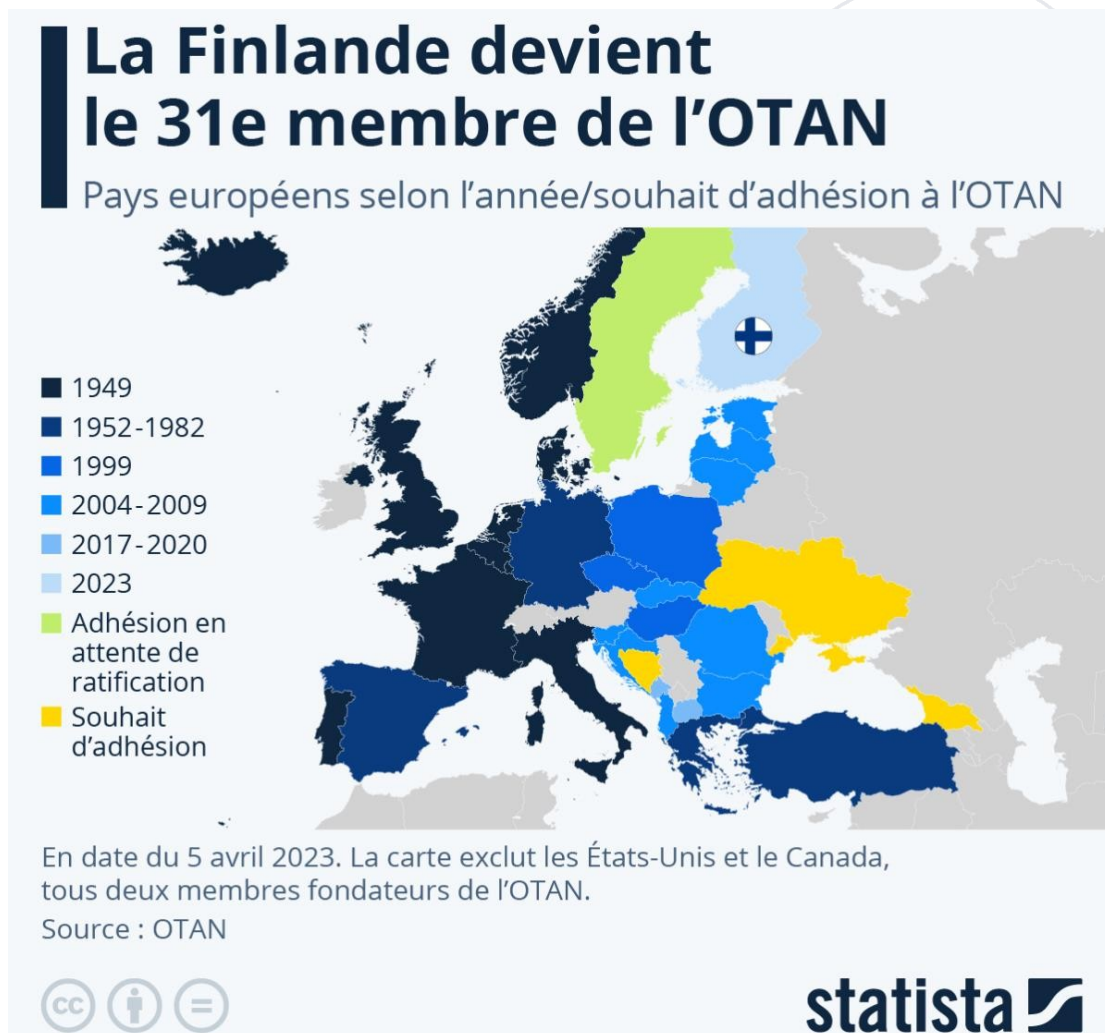 La Finlande devient
le 31e membre de l’OTAN
Pays européens selon l’année/souhait d’adhésion à l’OTAN
1949
1952-1982
1999
2004-2009
2017-2020
2023
Adhésion en
attente de
ratification
Souhait
d’adhésion
En date du 5 avril 2023. La carte exclut les États-Unis et le Canada,
tous deux membres fondateurs de l’OTAN.
Source : OTAN
cc
statista